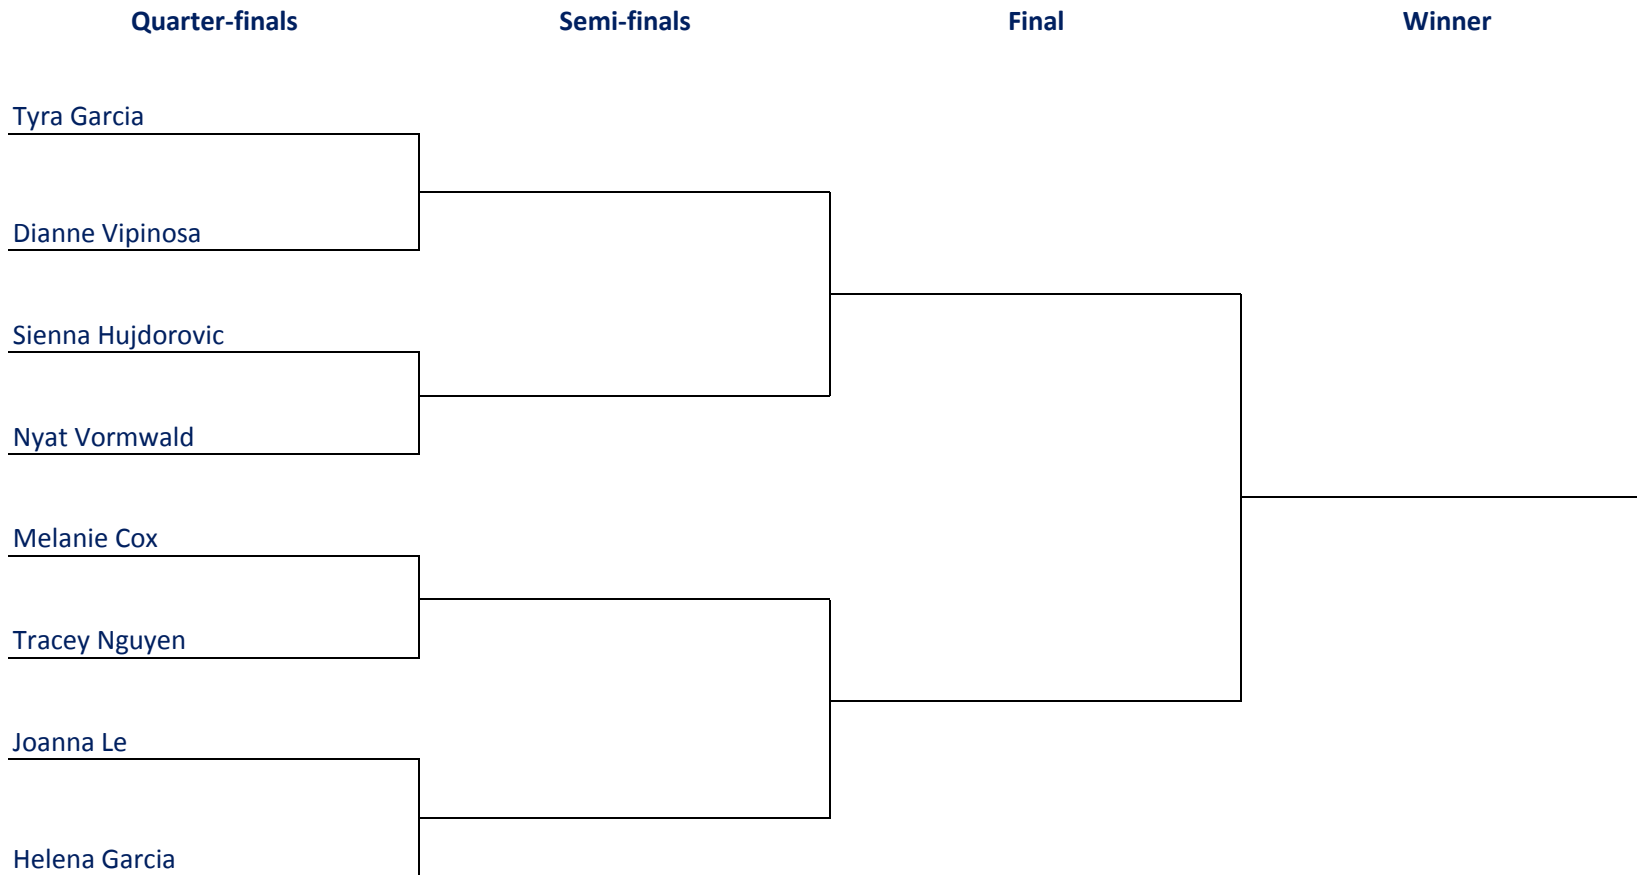 Quarter-finals Semi-finals Final Winner
Tyra Garcia
Dianne Vipinosa
Sienna Hujdorovic
Nyat Vormwald
Melanie Cox
Tracey Nguyen
Joanna Le
Helena Garcia